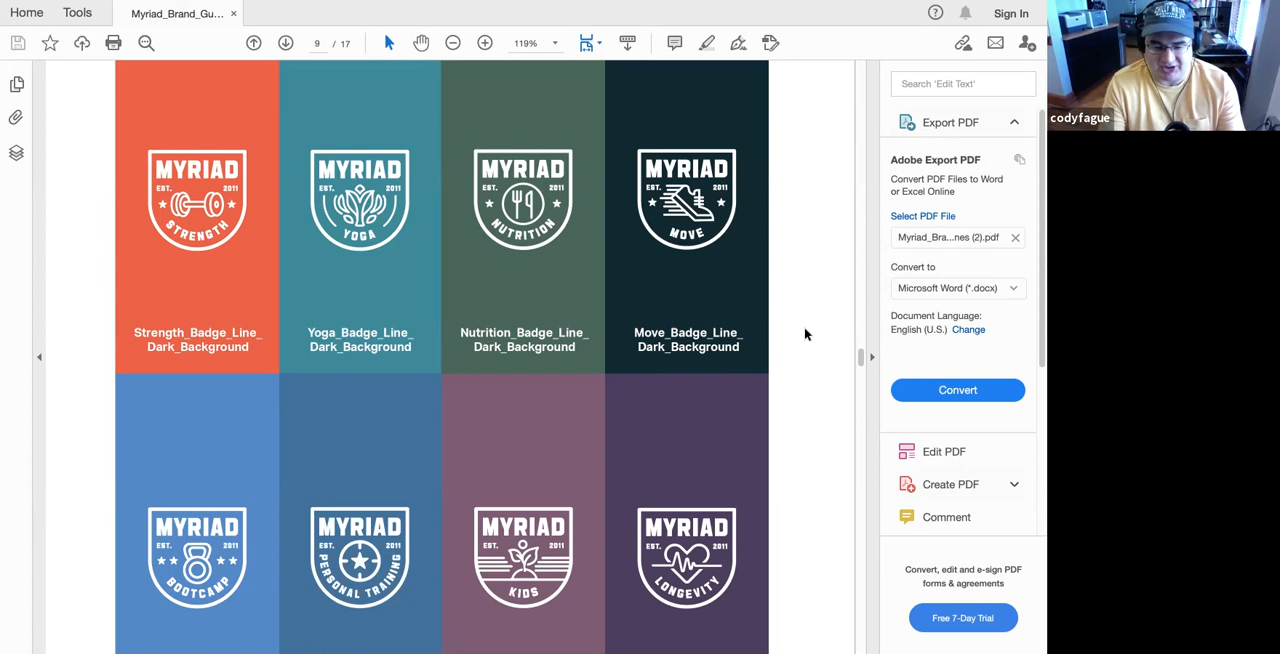 Home Tools Myriad_Brand_Gu... × Sign In
9 / 17 119%
Search 'Edit Text'
Export PDF
Adobe Export PDF
Convert PDF Files to Word
or Excel Online
Select PDF File
Myriad_Bra...nes (2).pdf
Convert to
Microsoft Word (*.docx)
Document Language:
English (U.S.) Change
Convert
Edit PDF
Create PDF
Comment
Convert, edit and e-sign PDF
forms & agreements
Free 7-Day Trial
codyfague
MYRIAD
EST. 2011
STRENGTH
Strength_Badge_Line_
Dark_Background
MYRIAD
EST. 2011
YOGA
Yoga_Badge_Line_
Dark_Background
MYRIAD
EST. 2011
NUTRITION
Nutrition_Badge_Line_
Dark_Background
MYRIAD
EST. 2011
MOVE
Move_Badge_Line_
Dark_Background
MYRIAD
EST. 2011
BOOTCAMP
MYRIAD
EST. 2011
PERSONAL TRAINING
MYRIAD
EST. 2011
KIDS
MYRIAD
EST. 2011
LONGEVITY